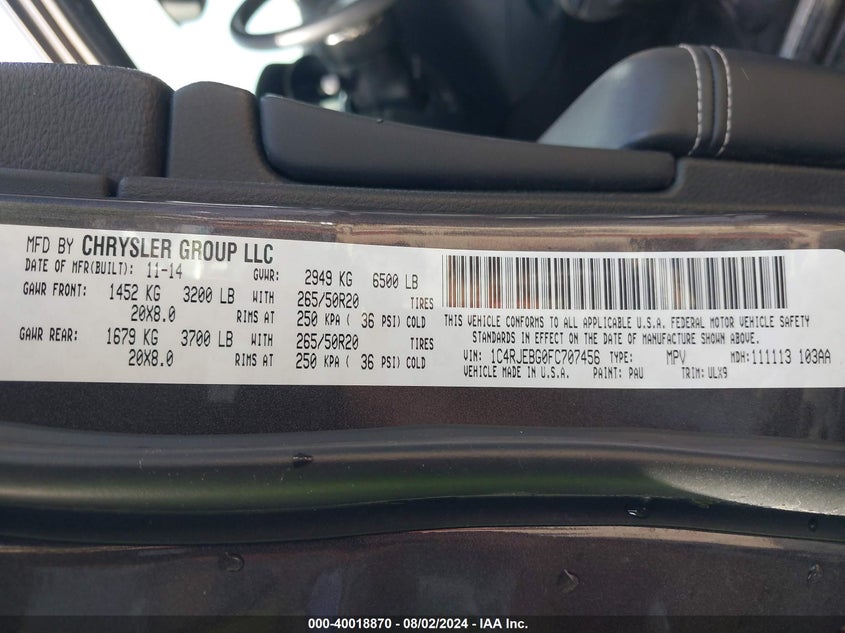 MFD BY CHRYSLER GROUP LLC
DATE OF MFR(BUILT): 11-14 GVWR: 2949 KG 6500 LB
GAWR FRONT: 1452 KG 3200 LB WITH 265/50R20 TIRES
20X8.0 RIMS AT 250 KPA ( 36 PSI) COLD
GAWR REAR: 1679 KG 3700 LB WITH 265/50R20 TIRES
20X8.0 RIMS AT 250 KPA ( 36 PSI) COLD
THIS VEHICLE CONFORMS TO ALL APPLICABLE U.S.A. FEDERAL MOTOR VEHICLE SAFETY
STANDARDS IN EFFECT ON THE DATE OF MANUFACTURE SHOWN ABOVE.
VIN: 1C4RJEBG0FC707456 TYPE: MPV MDH: 111113 103AA
VEHICLE MADE IN U.S.A. PAINT: PAU TRIM: ULX9
000-40018870 - 08/02/2024 - IAA Inc.